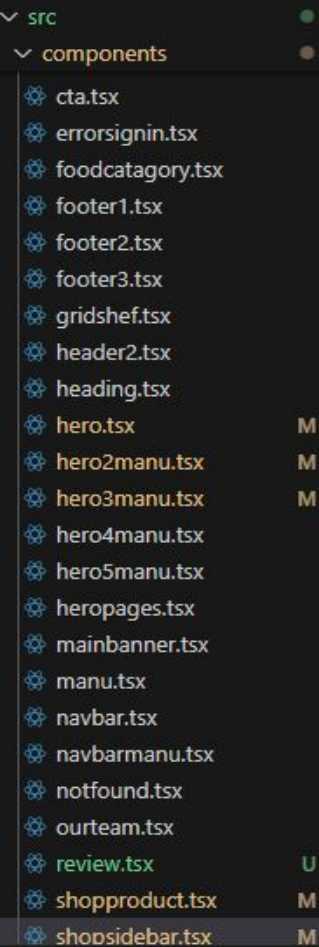 src
components
cta.tsx
errorsignin.tsx
foodcatagory.tsx
footer1.tsx
footer2.tsx
footer3.tsx
gridshef.tsx
header2.tsx
heading.tsx
hero.tsx M
hero2manu.tsx M
hero3manu.tsx M
hero4manu.tsx
hero5manu.tsx
heropages.tsx
mainbanner.tsx
manu.tsx
navbar.tsx
navbarmanu.tsx
notfound.tsx
ourteam.tsx
review.tsx U
shopproduct.tsx M
shopsidebar.tsx M